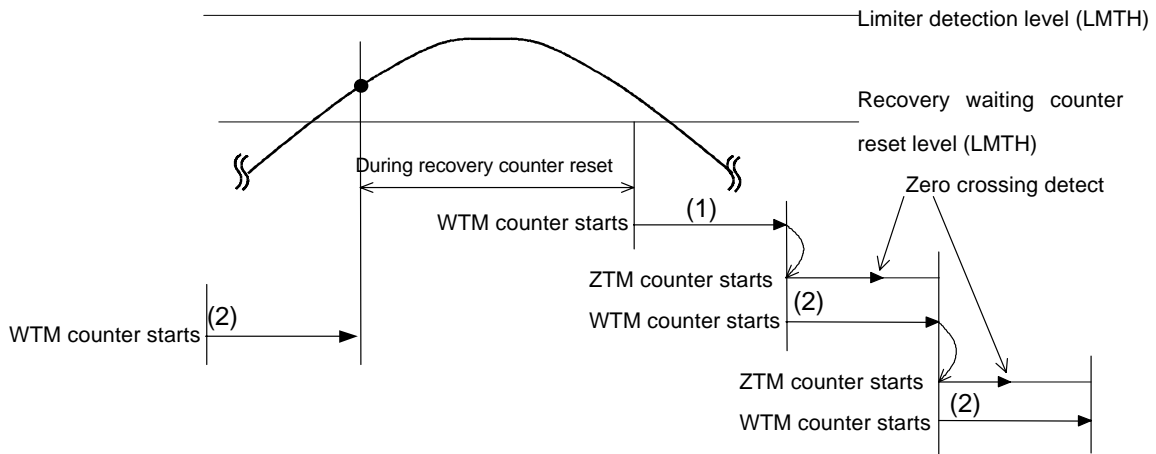 Limiter detection level (LMTH)
Recovery waiting counter
reset level (LMTH)
During recovery counter reset
Zero crossing detect
WTM counter starts
(1)
ZTM counter starts
(2)
WTM counter starts
(2)
WTM counter starts
ZTM counter starts
(2)
WTM counter starts